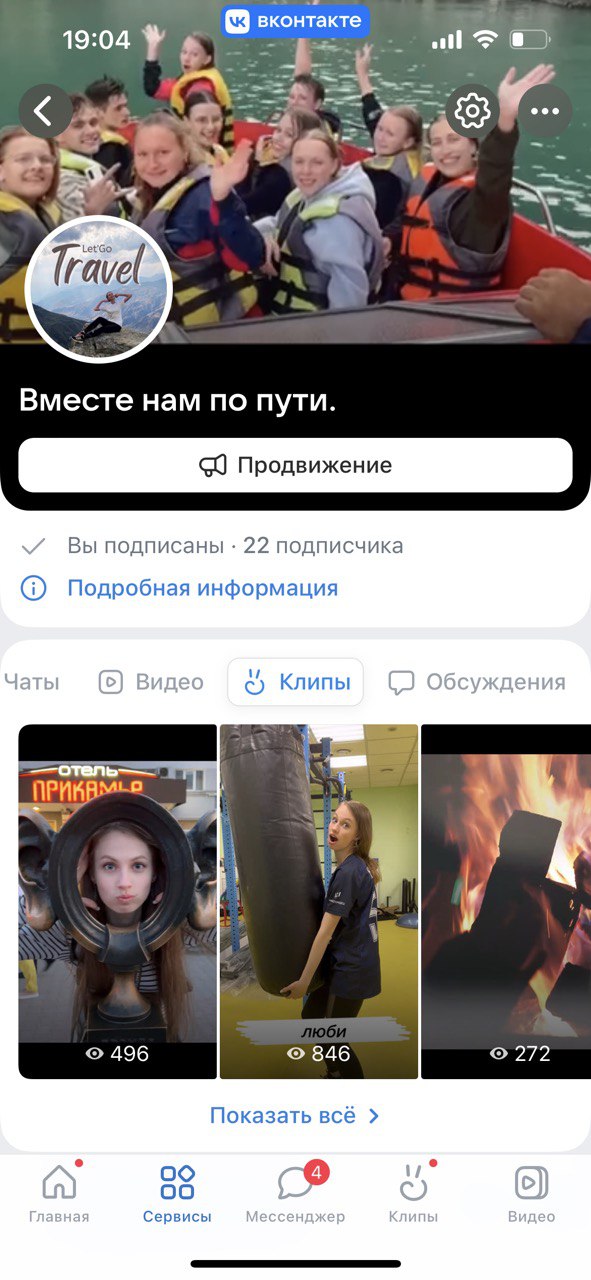 19:04
вконтакте
Let'Go
Travel
Вместе нам по пути.
Продвижение
Вы подписаны · 22 подписчика
Подробная информация
Чаты
Видео
Клипы
Обсуждения
ОТЕЛЬ
ПРИКАМЬЕ
люби
496
846
272
Показать всё
4
Главная
Сервисы
Мессенджер
Клипы
Видео